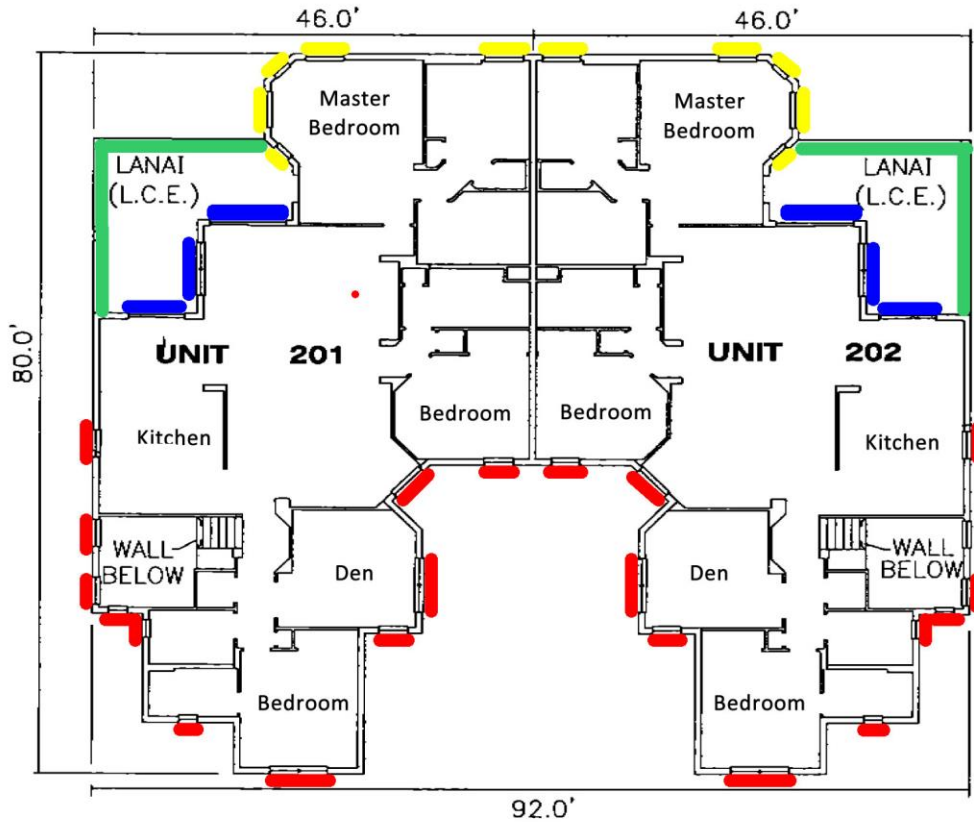 46.0'
46.0'
Master
Bedroom
Master
Bedroom
LANAI
(L.C.E.)
LANAI
(L.C.E.)
80.0'
UNIT 201
UNIT 202
Bedroom
Bedroom
Kitchen
Kitchen
WALL
BELOW
Den
Den
WALL
BELOW
Bedroom
Bedroom
92.0'